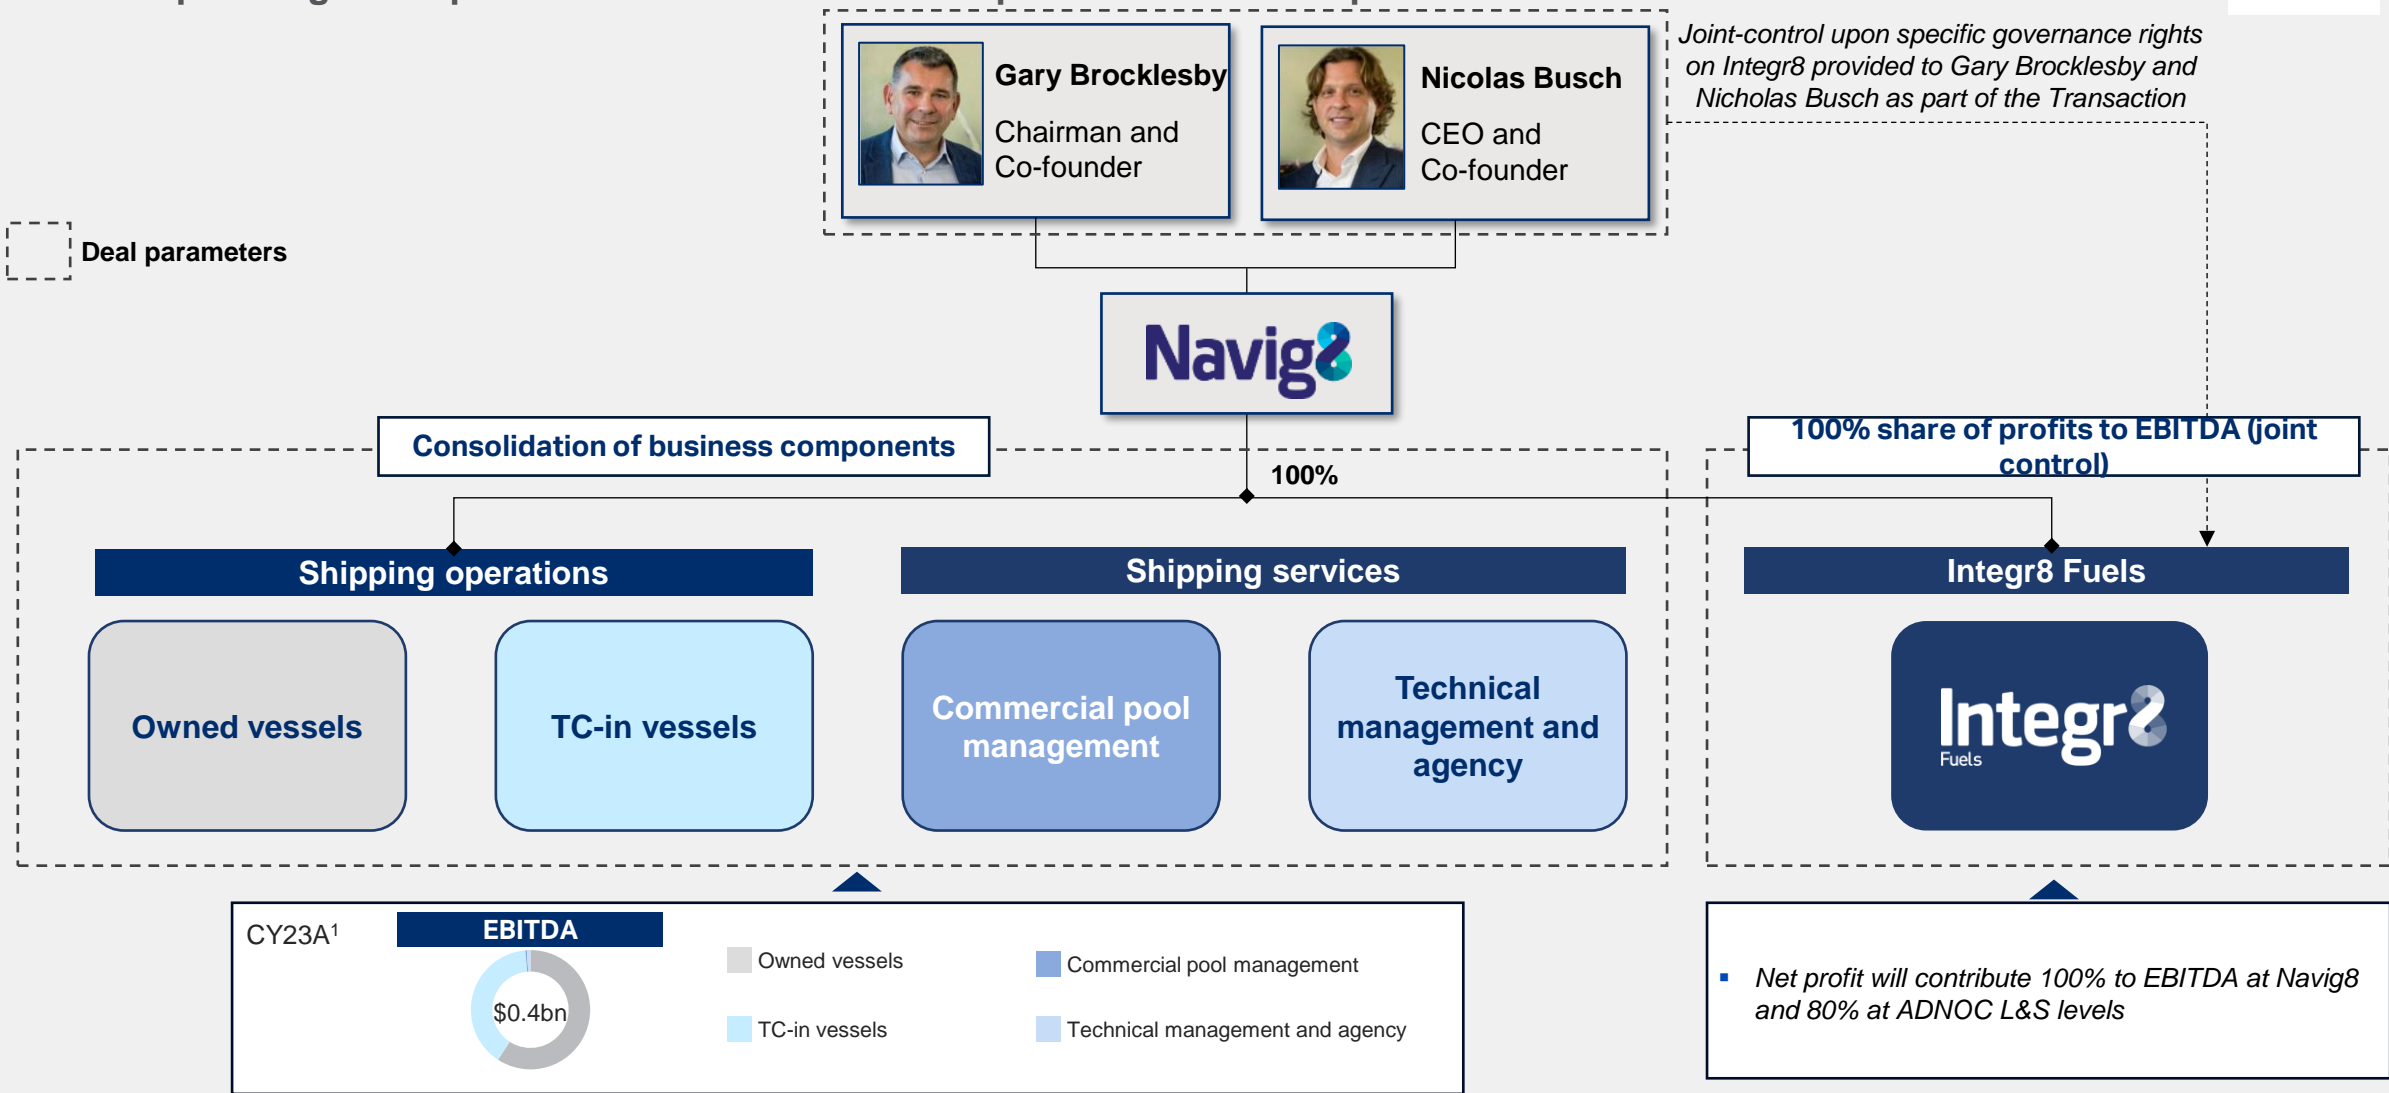 Gary Brocklesby
Chairman and
Co-founder
Nicolas Busch
CEO and
Co-founder
Joint-control upon specific governance rights
on Integr8 provided to Gary Brocklesby and
Nicholas Busch as part of the Transaction
Deal parameters
Navig8
Consolidation of business components
100% share of profits to EBITDA (joint
control)
100%
Shipping operations
Shipping services
Integr8 Fuels
Owned vessels
TC-in vessels
Commercial pool
management
Technical
management and
agency
Integr8
Fuels
CY23A¹
EBITDA
$0.4bn
Owned vessels
Commercial pool management
TC-in vessels
Technical management and agency
▪ Net profit will contribute 100% to EBITDA at Navig8
and 80% at ADNOC L&S levels